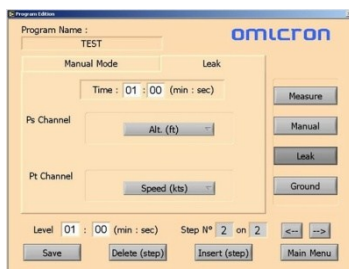 Program Edition
Program Name :
omicron
TEST
Manual Mode Leak
Time : 01 : 00 (min : sec)
Measure
Ps Channel Alt. (ft)
Manual
Leak
Pt Channel Speed (kts)
Ground
Level 01 : 00 (min : sec) Step N° 2 on 2 <-- -->
Save Delete (step) Insert (step) Main Menu